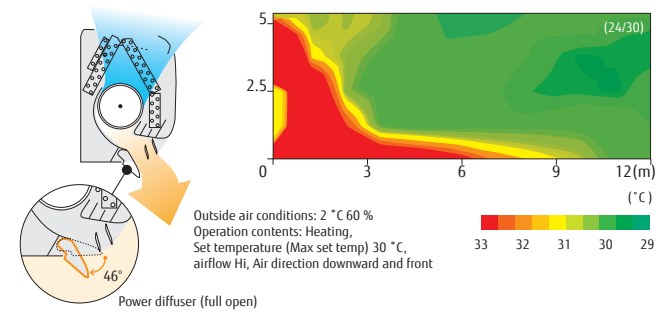 5
(24/30)
2.5
0
0 3 6 9 12(m)
(˚C)
33 32 31 30 29
Outside air conditions: 2 ˚C 60 %
Operation contents: Heating,
Set temperature (Max set temp) 30 ˚C,
airflow Hi, Air direction downward and front
46°
Power diffuser (full open)